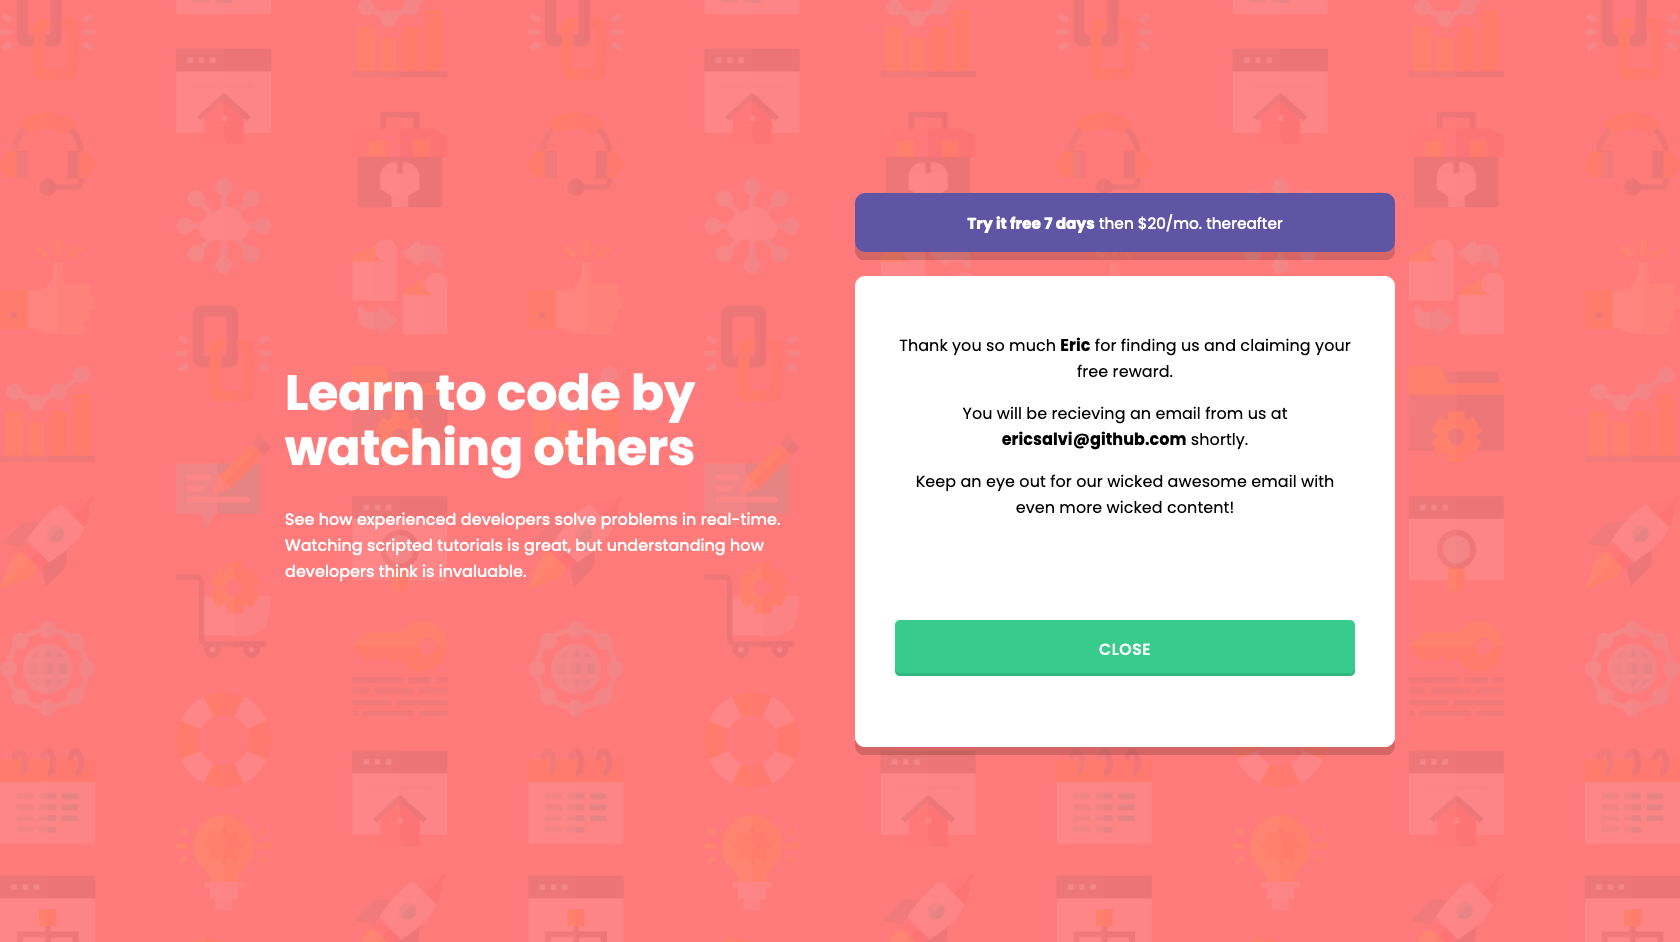 Learn to code by
watching others
See how experienced developers solve problems in real-time.
Watching scripted tutorials is great, but understanding how
developers think is invaluable.
Try it free 7 days then $20/mo. thereafter
Thank you so much Eric for finding us and claiming your
free reward.
You will be recieving an email from us at
ericsalvi@github.com shortly.
Keep an eye out for our wicked awesome email with
even more wicked content!
CLOSE